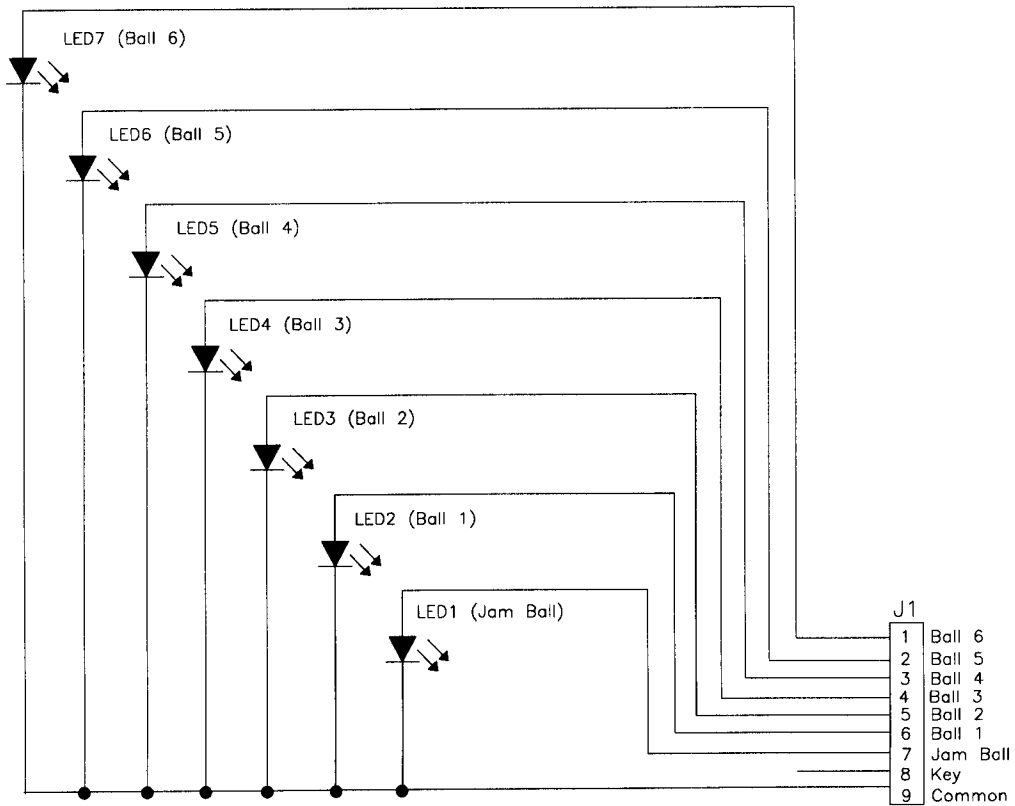 LED7 (Ball 6)
LED6 (Ball 5)
LED5 (Ball 4)
LED4 (Ball 3)
LED3 (Ball 2)
LED2 (Ball 1)
LED1 (Jam Ball)
J1
1 Ball 6
2 Ball 5
3 Ball 4
4 Ball 3
5 Ball 2
6 Ball 1
7 Jam Ball
8 Key
9 Common